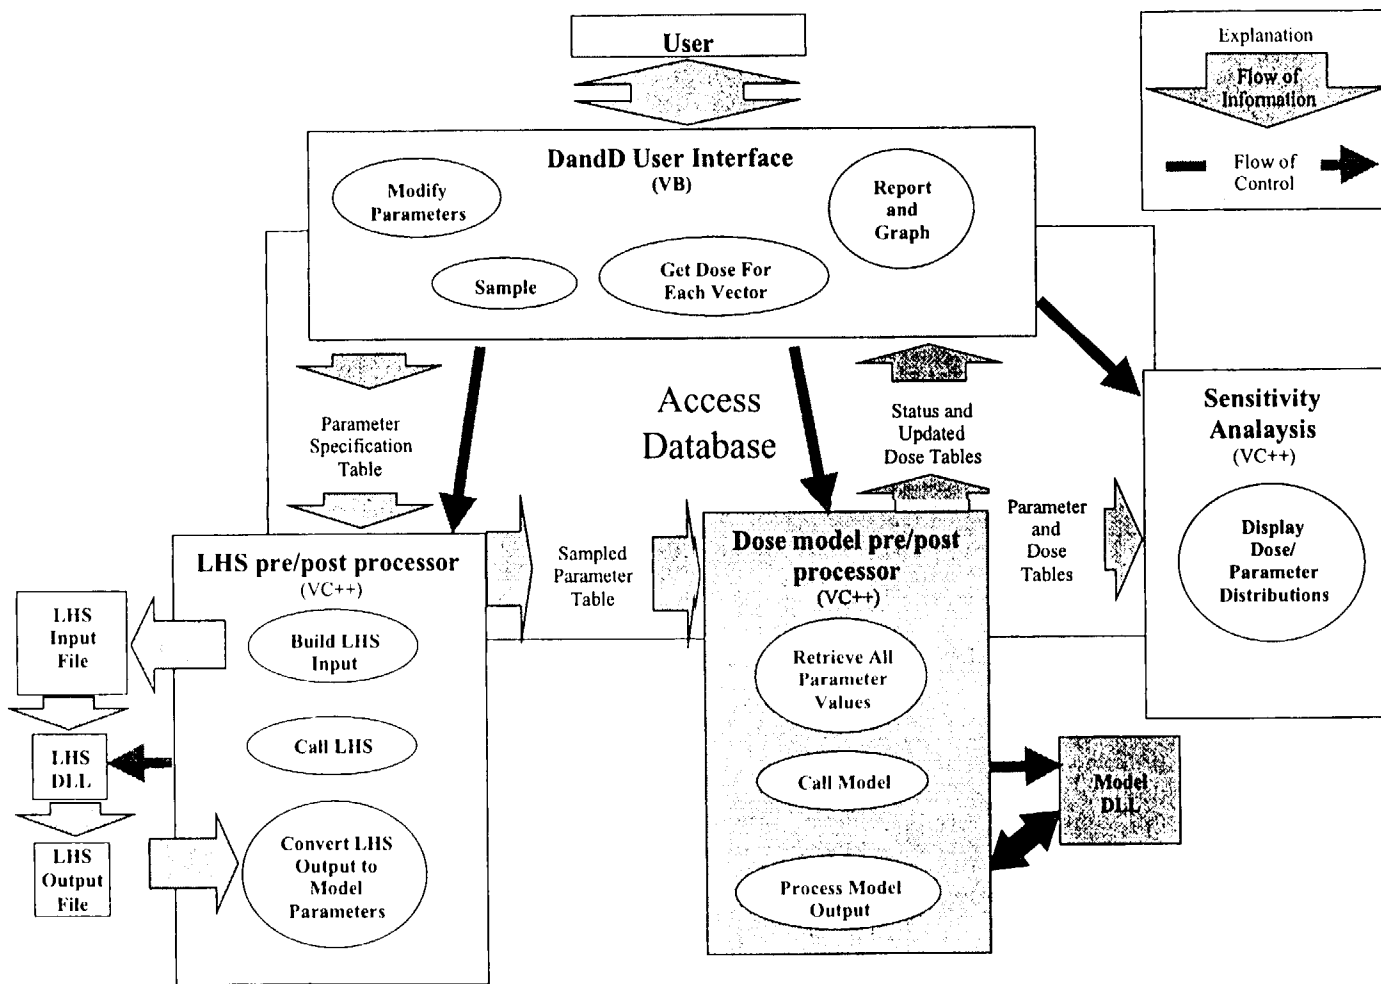 User
Explanation
Flow of
Information
Flow of
Control
DandD User Interface
(VB)
Modify
Parameters
Report
and
Graph
Sample
Get Dose For
Each Vector
Parameter
Specification
Table
Access
Database
Status and
Updated
Dose Tables
Sensitivity
Analaysis
(VC++)
Display
Dose/
Parameter
Distributions
Parameter
and
Dose
Tables
LHS pre/post processor
(VC++)
Build LHS
Input
Call LHS
Convert LHS
Output to
Model
Parameters
Sampled
Parameter
Table
Dose model pre/post
processor
(VC++)
Retrieve All
Parameter
Values
Call Model
Process Model
Output
Model
DLL
LHS
Input
File
LHS
DLL
LHS
Output
File